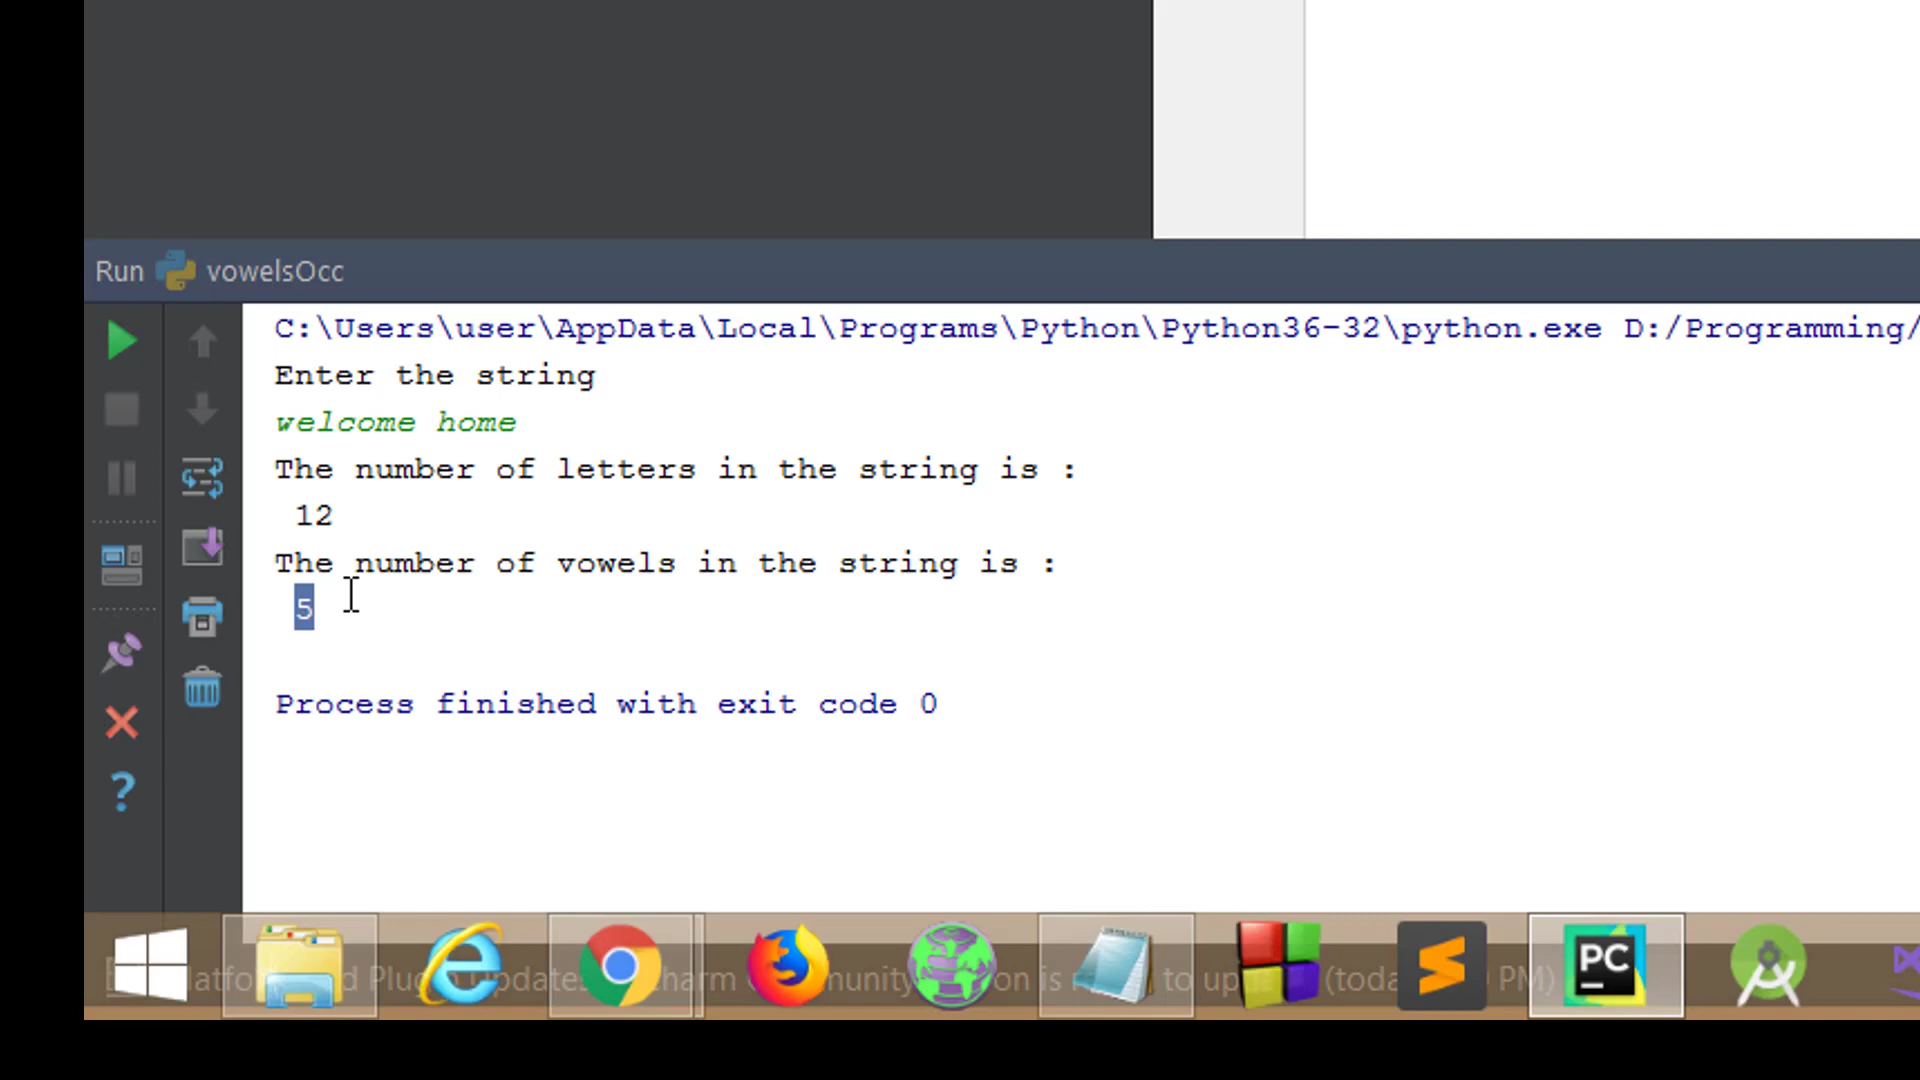 Run vowelsOcc
C:\Users\user\AppData\Local\Programs\Python\Python36-32\python.exe D:/Programming/
Enter the string
welcome home
The number of letters in the string is :
12
The number of vowels in the string is :
5
Process finished with exit code 0
PC
PM)